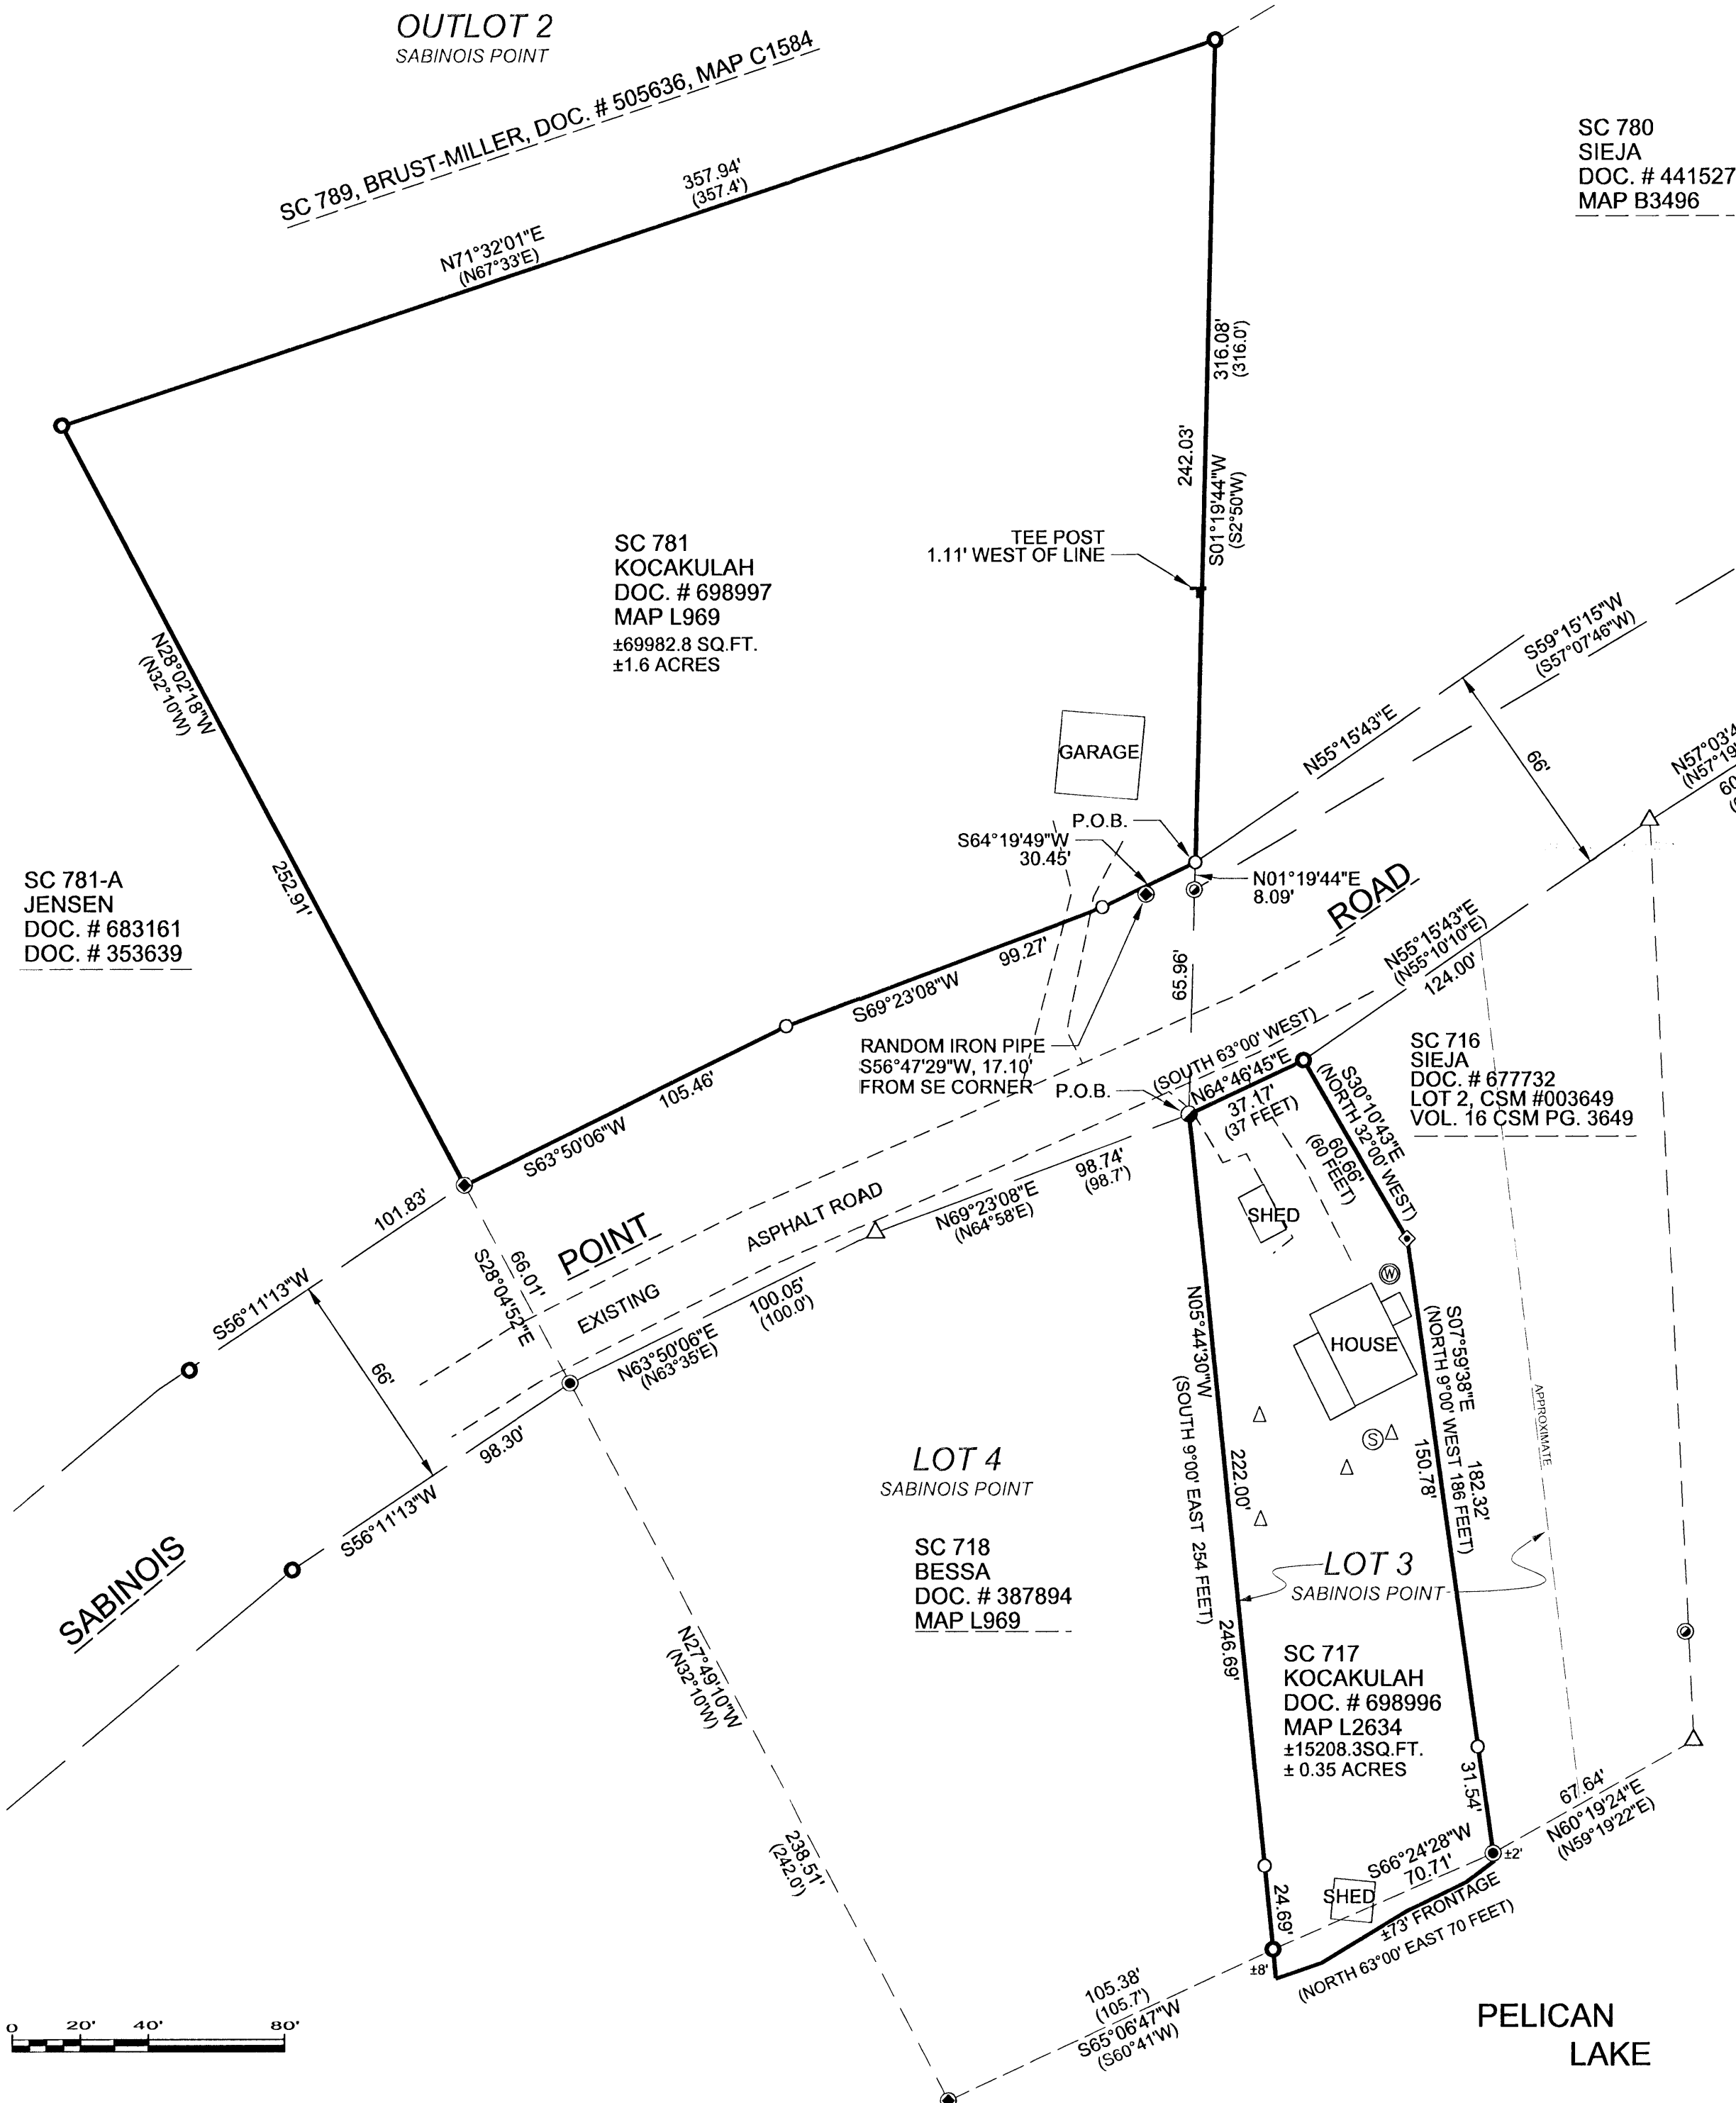 OUTLOT 2
SABINOIS POINT
SC 789, BRUST-MILLER, DOC. # 505636, MAP C1584
357.94'
(357.4')
N71°32'01"E
(N67°33'E)
SC 780
SIEJA
DOC. # 441527
MAP B3496
316.08'
(316.0')
242.03'
S01°19'44"W
(S2°50'W)
TEE POST
1.11' WEST OF LINE
SC 781
KOCAKULAH
DOC. # 698997
MAP L969
±69982.8 SQ.FT.
±1.6 ACRES
N28°02'18"W
(N32°10'W)
252.91'
S59°15'15"W
(S57°07'46"W)
N55°15'43"E
66'
GARAGE
P.O.B.
S64°19'49"W
30.45'
N01°19'44"E
8.09'
ROAD
SC 781-A
JENSEN
DOC. # 683161
DOC. # 353639
99.27'
S69°23'08"W
65.96'
N55°15'43"E
(N55°10'10"E)
124.00'
RANDOM IRON PIPE
S56°47'29"W, 17.10'
FROM SE CORNER
P.O.B.
(SOUTH 63°00' WEST)
N64°46'45"E
37.17'
(37 FEET)
S30°10'43"E
(NORTH 32°00' WEST)
60.66'
(60 FEET)
SC 716
SIEJA
DOC. # 677732
LOT 2, CSM #003649
VOL. 16 CSM PG. 3649
105.46'
S63°50'06"W
101.83'
S56°11'13"W
66'
66.01'
S28°04'52"E
POINT
ASPHALT ROAD
EXISTING
98.74'
(98.7')
N69°23'08"E
(N64°58'E)
100.05'
(100.0')
N63°50'06"E
(N63°35'E)
98.30'
S56°11'13"W
SABINOIS
SHED
W
HOUSE
S
N05°44'30"W
(SOUTH 9°00' EAST 254 FEET)
222.00'
246.69'
S07°59'38"E
(NORTH 9°00' WEST 186 FEET)
182.32'
150.78'
APPROXIMATE
LOT 4
SABINOIS POINT
SC 718
BESSA
DOC. # 387894
MAP L969
LOT 3
SABINOIS POINT
SC 717
KOCAKULAH
DOC. # 698996
MAP L2634
±15208.3SQ.FT.
± 0.35 ACRES
N27°49'10"W
(N32°10'W)
238.51'
(242.0')
31.54'
67.64'
N60°19'24"E
(N59°19'22"E)
S66°24'28"W
70.71'
±2'
SHED
24.69'
±73' FRONTAGE
(NORTH 63°00' EAST 70 FEET)
±8'
105.38'
(105.7')
S65°06'47"W
(S60°41'W)
PELICAN
LAKE
0 20' 40' 80'